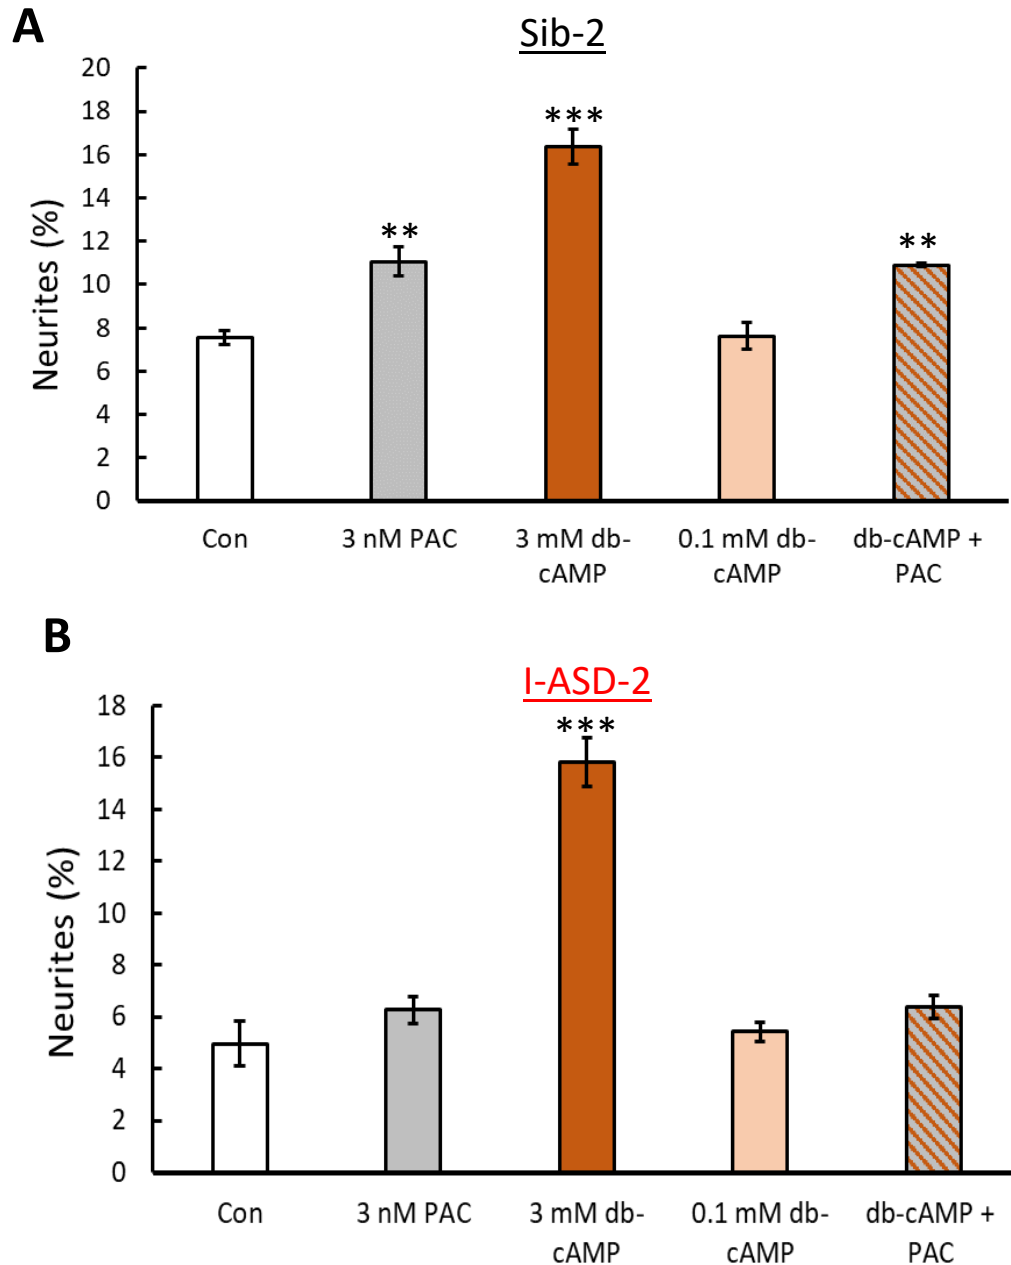 A
Sib-2
20
18
16
14
12
10
8
6
4
2
0
Neurites (%)
**
***
**
Con
3 nM PAC
3 mM db-
cAMP
0.1 mM db-
cAMP
db-cAMP +
PAC
B
I-ASD-2
18
16
14
12
10
8
6
4
2
0
Neurites (%)
***
Con
3 nM PAC
3 mM db-
cAMP
0.1 mM db-
cAMP
db-cAMP +
PAC